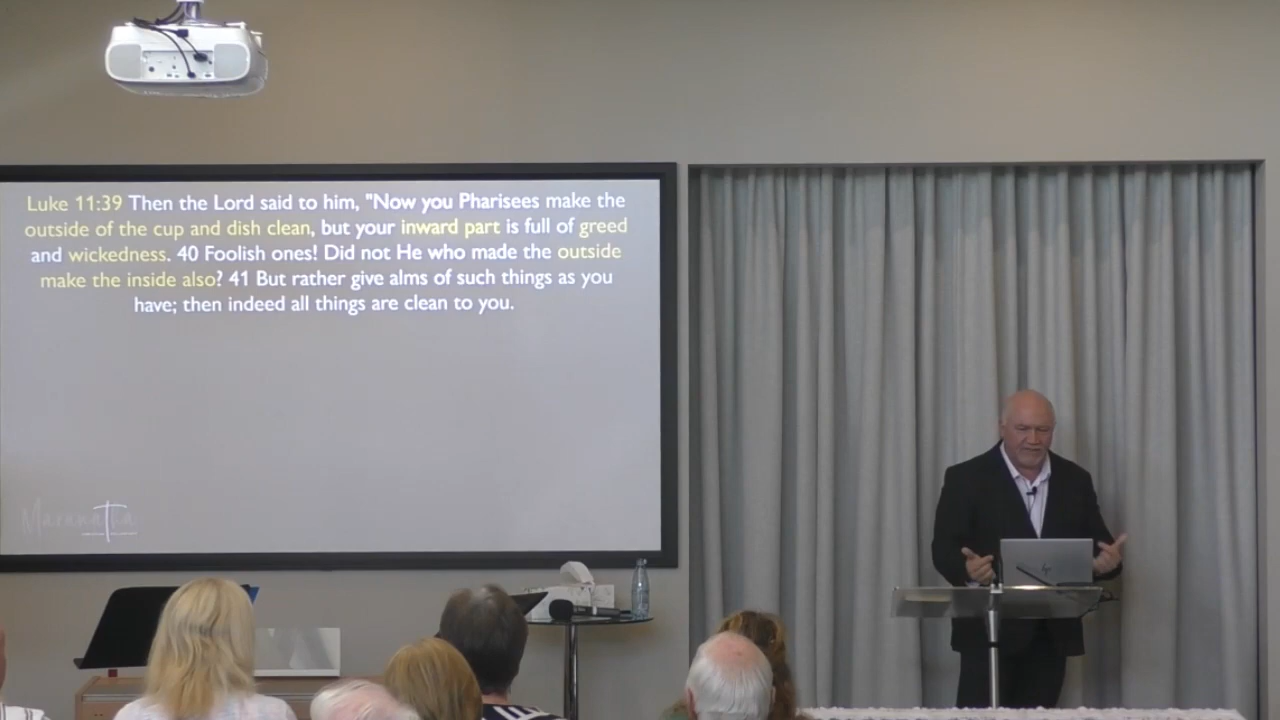 Luke 11:39 Then the Lord said to him, "Now you Pharisees make the
outside of the cup and dish clean, but your inward part is full of greed
and wickedness. 40 Foolish ones! Did not He who made the outside
make the inside also? 41 But rather give alms of such things as you
have; then indeed all things are clean to you.
Maranatha
hp